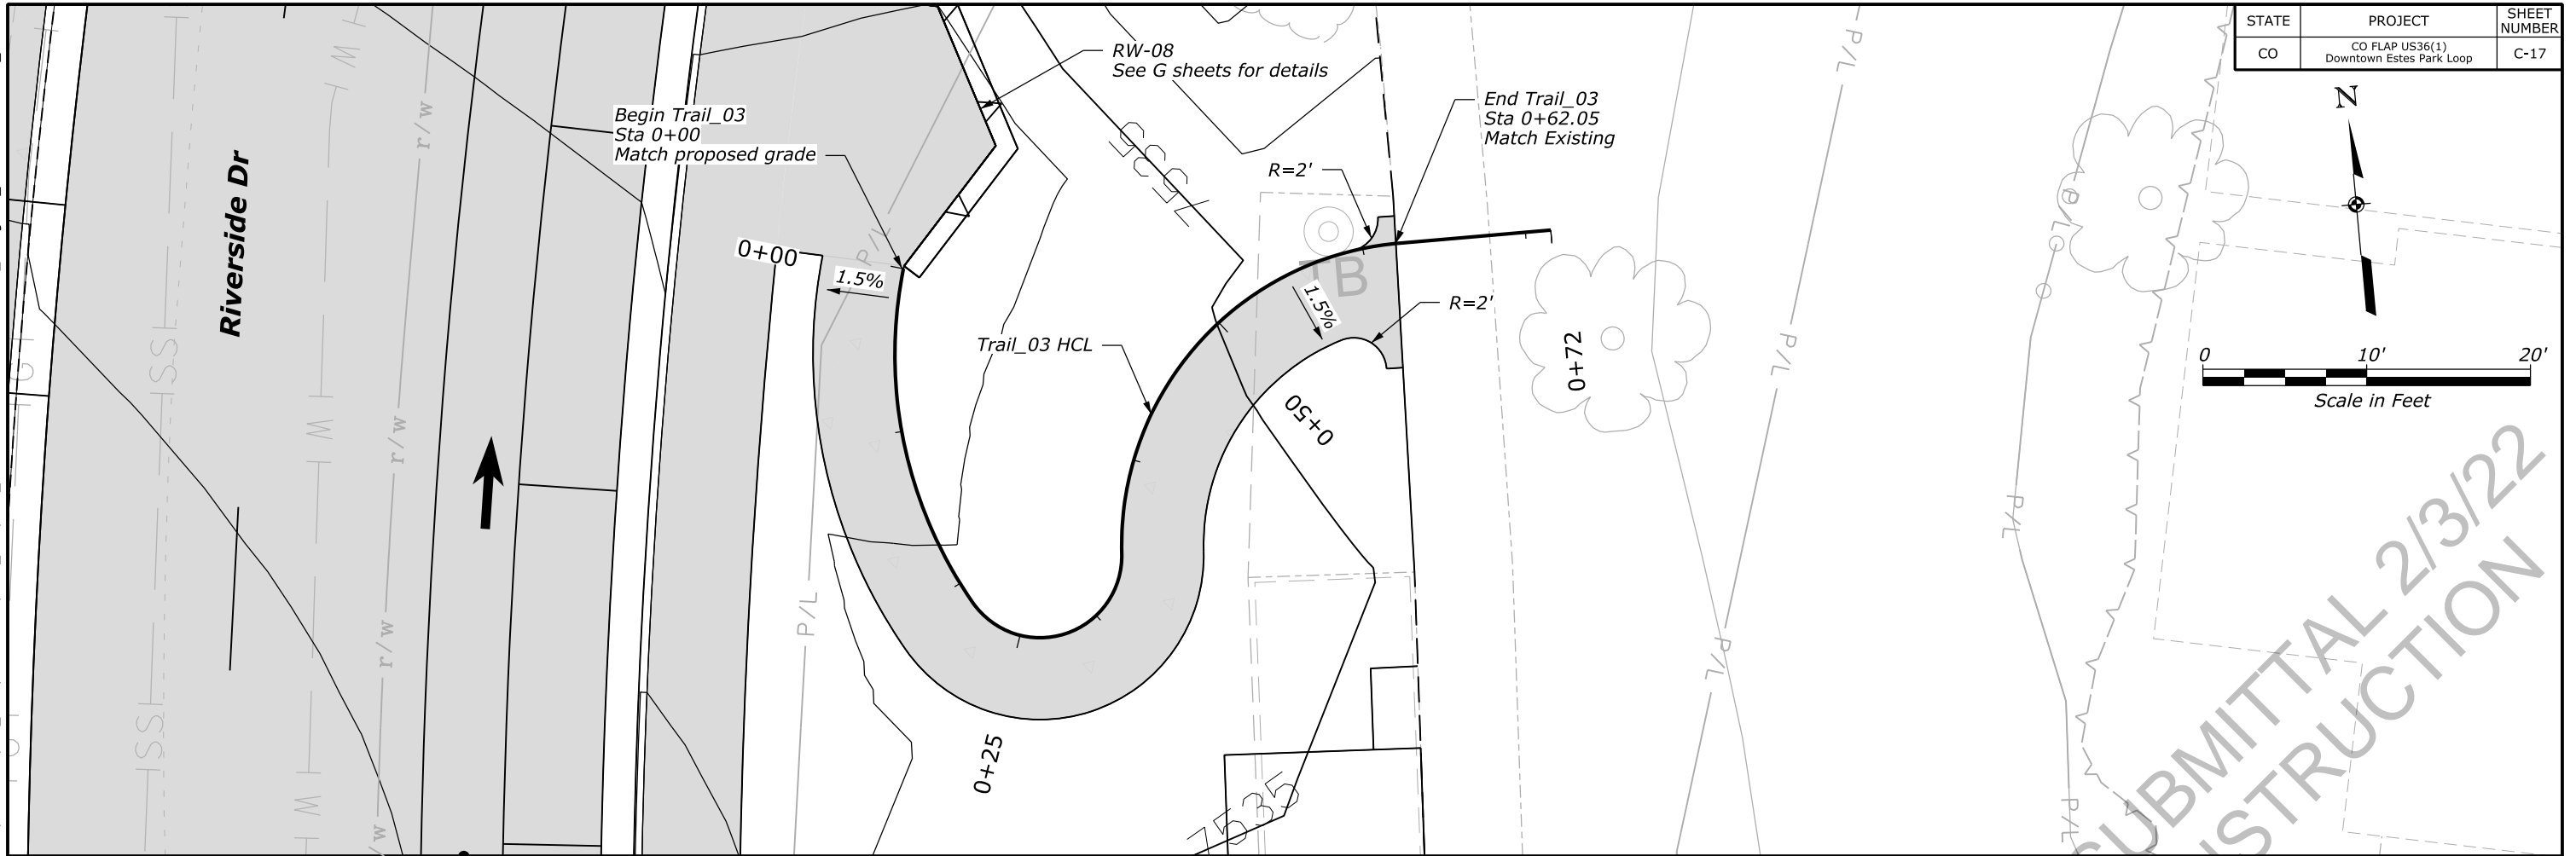 STATE PROJECT SHEET NUMBER
CO CO FLAP US36(1) Downtown Estes Park Loop C-17
RW-08
See G sheets for details
Begin Trail_03
Sta 0+00
Match proposed grade
End Trail_03
Sta 0+62.05
Match Existing
R=2'
R=2'
N
0 10' 20'
Scale in Feet
Riverside Dr
0+00
1.5%
Trail_03 HCL
1.5%
TB
0+50
0+72
0+25
7535
SS
SS
SS
W
W
W
W
r/w
r/w
r/w
P/L
P/L
P/L
P/L
P/L
P/L
P/L
P/L
P/L
SUBMITTAL 2/3/22